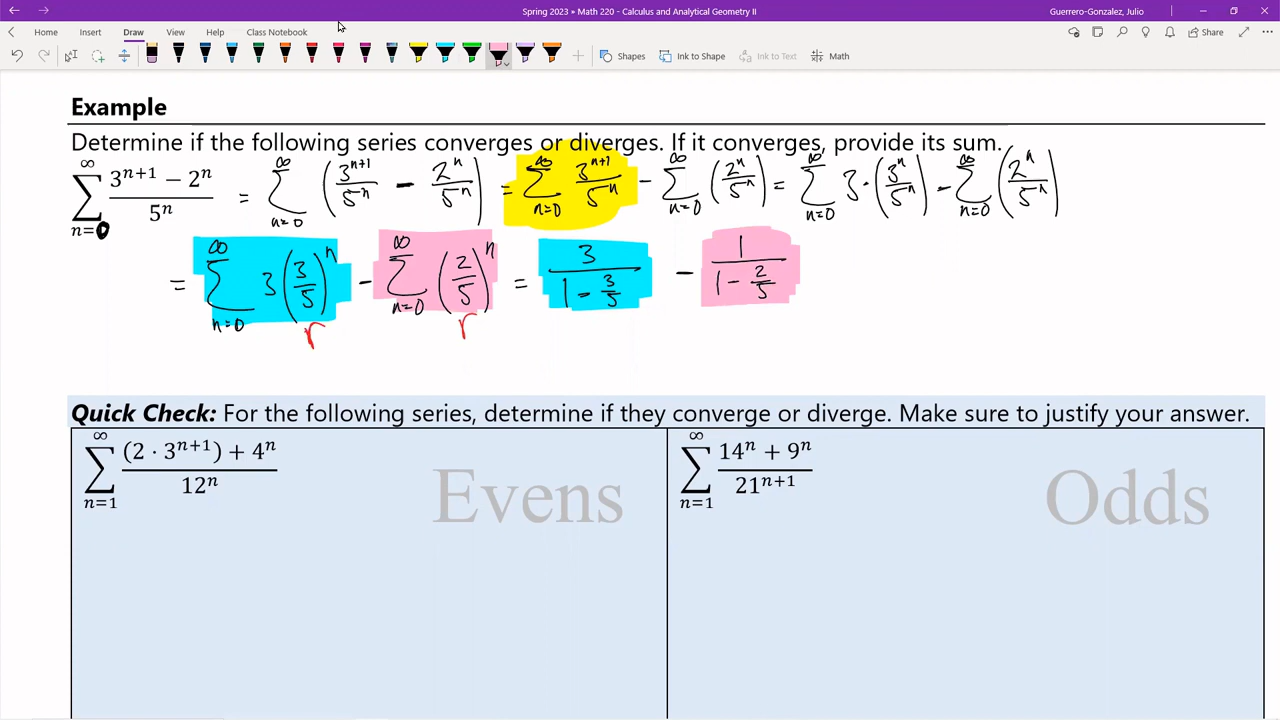 Spring 2023 » Math 220 - Calculus and Analytical Geometry II
Guerrero-Gonzalez, Julio
Home Insert Draw View Help Class Notebook
Share
Shapes Ink to Shape Ink to Text Math
Example
Determine if the following series converges or diverges. If it converges, provide its sum.
∑_{n=0}^{∞} (3^{n+1} − 2^n)/5^n = ∑_{n=0}^{∞} (3^{n+1}/5^n − 2^n/5^n) = ∑_{n=0}^{∞} 3^{n+1}/5^n − ∑_{n=0}^{∞} (2^n/5^n) = ∑_{n=0}^{∞} 3·(3^n/5^n) − ∑_{n=0}^{∞} (2^n/5^n)
= ∑_{n=0}^{∞} 3(3/5)^n − ∑_{n=0}^{∞} (2/5)^n = 3/(1 − 3/5) − 1/(1 − 2/5)
r r
Quick Check: For the following series, determine if they converge or diverge. Make sure to justify your answer.
∑_{n=1}^{∞} ((2 · 3^{n+1}) + 4^n)/12^n
Evens
∑_{n=1}^{∞} (14^n + 9^n)/21^{n+1}
Odds